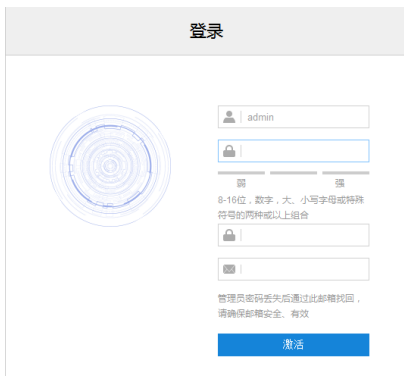 登录
admin
弱 强
8-16位，数字，大、小写字母或特殊
符号的两种或以上组合
管理员密码丢失后通过此邮箱找回，
请确保邮箱安全、有效
激活